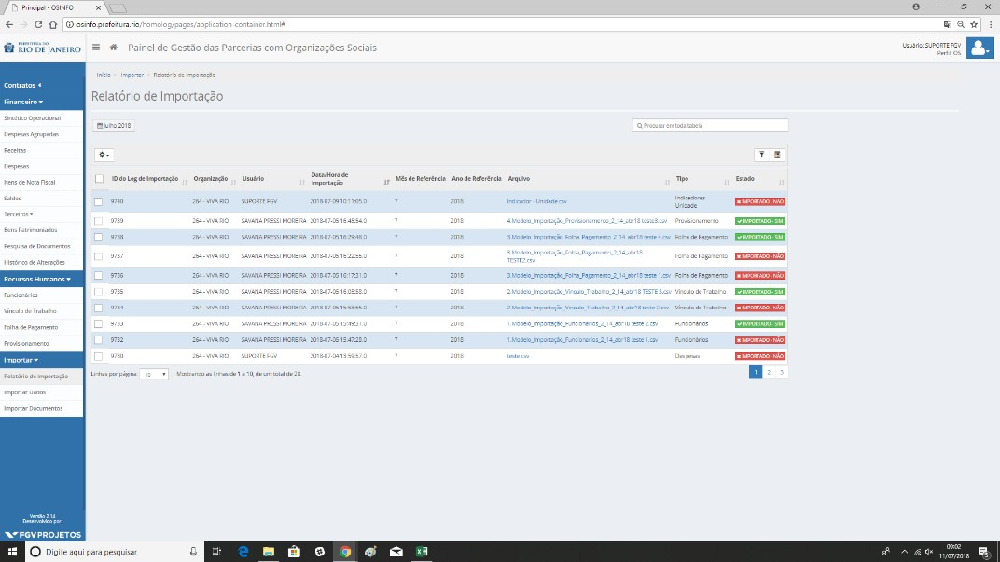 Principal - OSINFO
osinfo.prefeitura.rio/homolog/pages/application-container.html#
PREFEITURA DO
RIO DE JANEIRO
Painel de Gestão das Parcerias com Organizações Sociais
Usuário: SUPORTE FGV
Perfil: OS
Contratos
Financeiro
Sintético Operacional
Despesas Agrupadas
Receitas
Despesas
Itens de Nota Fiscal
Saldos
Terceiros
Bens Patrimoniados
Pesquisa de Documentos
Histórico de Alterações
Recursos Humanos
Funcionários
Vínculo de Trabalho
Folha de Pagamento
Provisionamento
Importar
Relatório de Importação
Importar Dados
Importar Documentos
Versão 2.14
Desenvolvido por:
FGV PROJETOS
Início > Importar > Relatório de Importação
Relatório de Importação
Julho 2018
Procurar em toda tabela
ID do Log de Importação Organização Usuário Data/Hora de Importação Mês de Referência Ano de Referência Arquivo Tipo Estado
9740 264 - VIVA RIO SUPORTE FGV 2018-07-09 10:11:05.0 7 2018 Indicador - Unidade.csv Indicadores Unidade IMPORTADO - NÃO
9739 264 - VIVA RIO SAVANA PRESSI MOREIRA 2018-07-05 16:45:54.0 7 2018 4.Modelo_Importação_Provisionamento_2_14_abr18 teste3.csv Provisionamento IMPORTADO - SIM
9738 264 - VIVA RIO SAVANA PRESSI MOREIRA 2018-07-05 16:29:48.0 7 2018 3.Modelo_Importação_Folha_Pagamento_2_14_abr18 teste 4.csv Folha de Pagamento IMPORTADO - SIM
9737 264 - VIVA RIO SAVANA PRESSI MOREIRA 2018-07-05 16:22:55.0 7 2018 3.Modelo_Importação_Folha_Pagamento_2_14_abr18 TESTE2.csv Folha de Pagamento IMPORTADO - NÃO
9736 264 - VIVA RIO SAVANA PRESSI MOREIRA 2018-07-05 16:17:31.0 7 2018 3.Modelo_Importação_Folha_Pagamento_2_14_abr18 teste 1.csv Folha de Pagamento IMPORTADO - NÃO
9735 264 - VIVA RIO SAVANA PRESSI MOREIRA 2018-07-05 16:05:58.0 7 2018 2.Modelo_Importação_Vinculo_Trabalho_2_14_abr18 TESTE 3.csv Vínculo de Trabalho IMPORTADO - SIM
9734 264 - VIVA RIO SAVANA PRESSI MOREIRA 2018-07-05 15:53:55.0 7 2018 2.Modelo_Importação_Vinculo_Trabalho_2_14_abr18 teste 2.csv Vínculo de Trabalho IMPORTADO - NÃO
9733 264 - VIVA RIO SAVANA PRESSI MOREIRA 2018-07-05 15:49:31.0 7 2018 1.Modelo_Importação_Funcionarios_2_14_abr18 teste 2.csv Funcionários IMPORTADO - SIM
9732 264 - VIVA RIO SAVANA PRESSI MOREIRA 2018-07-05 15:47:28.0 7 2018 1.Modelo_Importação_Funcionarios_2_14_abr18 teste 1.csv Funcionários IMPORTADO - NÃO
9730 264 - VIVA RIO SUPORTE FGV 2018-07-04 13:59:57.0 7 2018 teste.csv Despesas IMPORTADO - NÃO
Linhas por página: 10 Mostrando as linhas de 1 a 10, de um total de 28.
1 2 3
Digite aqui para pesquisar
09:02
11/07/2018